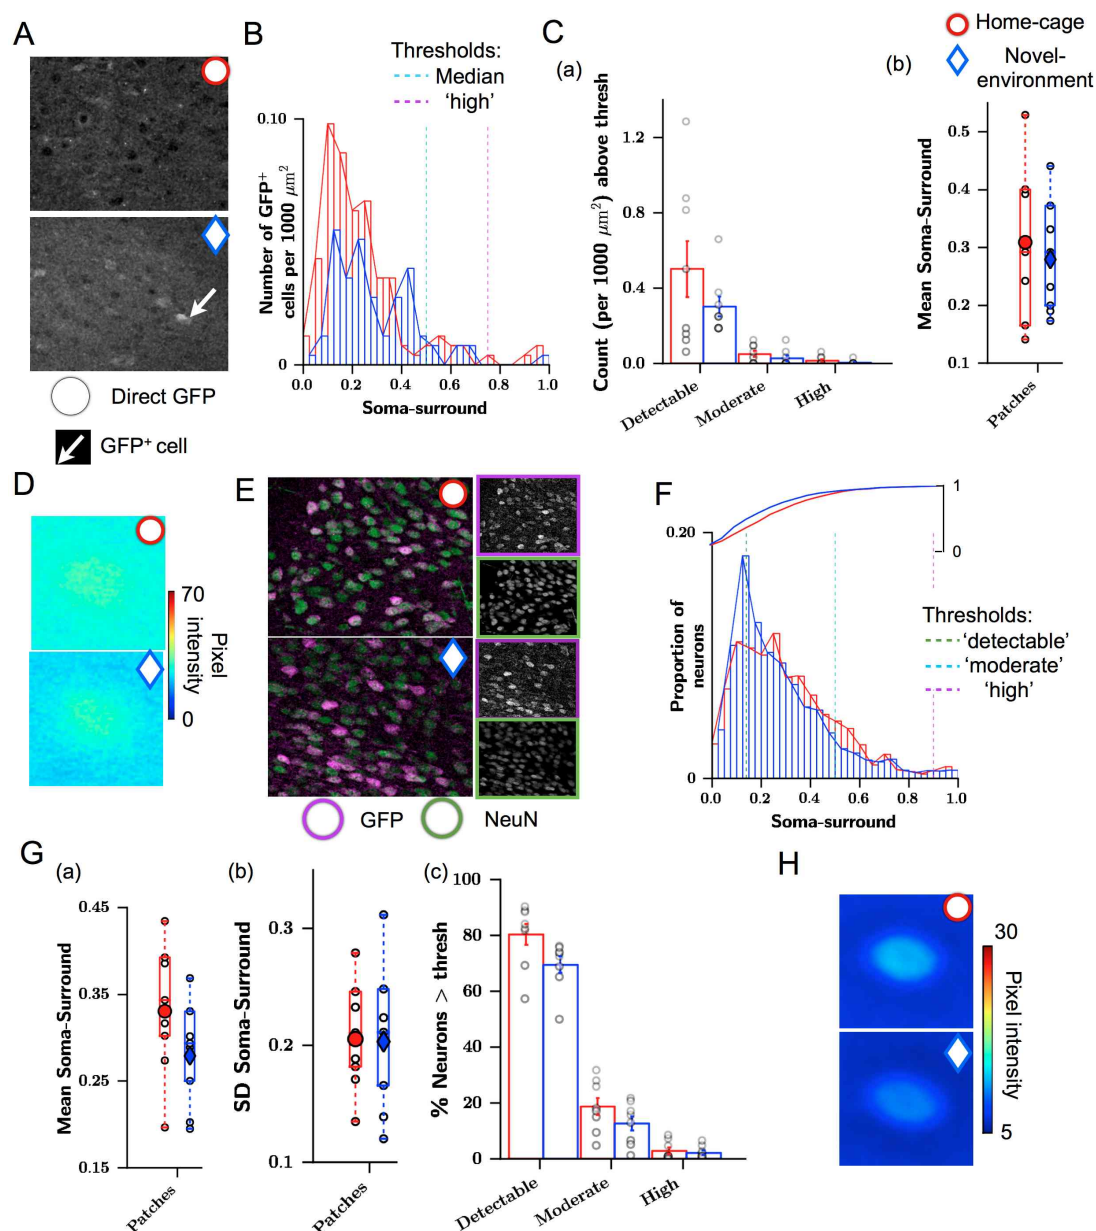 A
B
Thresholds:
Median
'high'
0.10
0
Number of GFP+
cells per 1000 μm2
0.0
0.2
0.4
0.6
0.8
1.0
Soma-surround
Direct GFP
GFP+ cell
C
(a)
Count (per 1000 μm2) above thresh
1.2
0.8
0.4
0.0
Detectable
Moderate
High
Home-cage
Novel-
environment
(b)
Mean Soma-Surround
0.5
0.4
0.3
0.2
0.1
Patches
D
70
0
Pixel
intensity
E
GFP
NeuN
F
1
0
0.20
0
Proportion of
neurons
Thresholds:
'detectable'
'moderate'
'high'
0.0
0.2
0.4
0.6
0.8
1.0
Soma-surround
G
(a)
Mean Soma-Surround
0.45
0.35
0.25
0.15
Patches
(b)
SD Soma-Surround
0.3
0.2
0.1
Patches
(c)
% Neurons > thresh
100
80
60
40
20
0
Detectable
Moderate
High
H
30
5
Pixel intensity